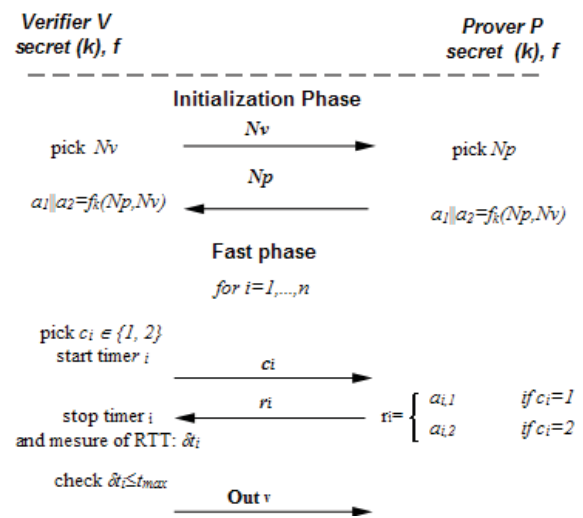 Verifier V
secret (k), f
Prover P
secret (k), f
Initialization Phase
pick Nv
Nv
pick Np
Np
a1||a2=fk(Np,Nv)
a1||a2=fk(Np,Nv)
Fast phase
for i=1,...,n
pick ci ∈ {1, 2}
start timer i
ci
stop timer i
and mesure of RTT: δti
ri
ri= { ai,1 if ci=1
ai,2 if ci=2
check δti≤tmax
Out v